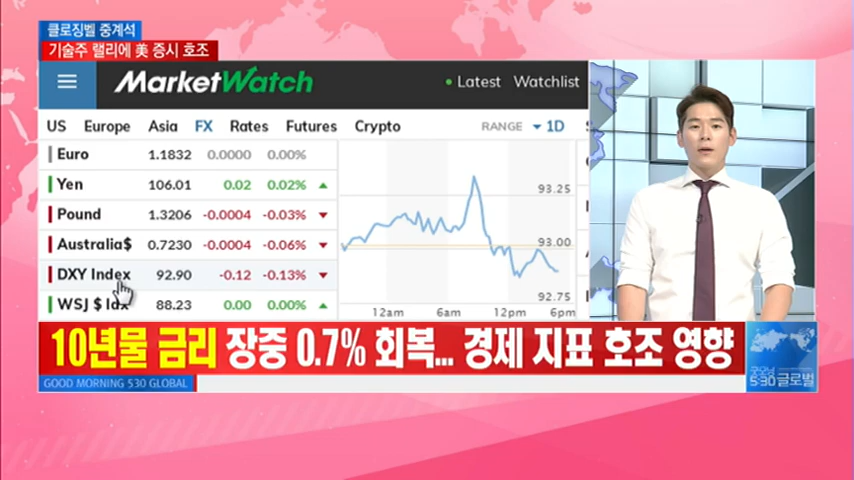 클로징벨 중계석
기술주 랠리에 美 증시 호조
MarketWatch
Latest Watchlist
US Europe Asia FX Rates Futures Crypto RANGE 1D
Euro 1.1832 0.0000 0.00%
Yen 106.01 0.02 0.02%
Pound 1.3206 -0.0004 -0.03%
Australia$ 0.7230 -0.0004 -0.06%
DXY Index 92.90 -0.12 -0.13%
WSJ $ Idx 88.23 0.00 0.00%
93.25
93.00
92.75
12am 6am 12pm 6pm
10년물 금리 장중 0.7% 회복... 경제 지표 호조 영향
GOOD MORNING 530 GLOBAL
굿모닝
5:30 글로벌